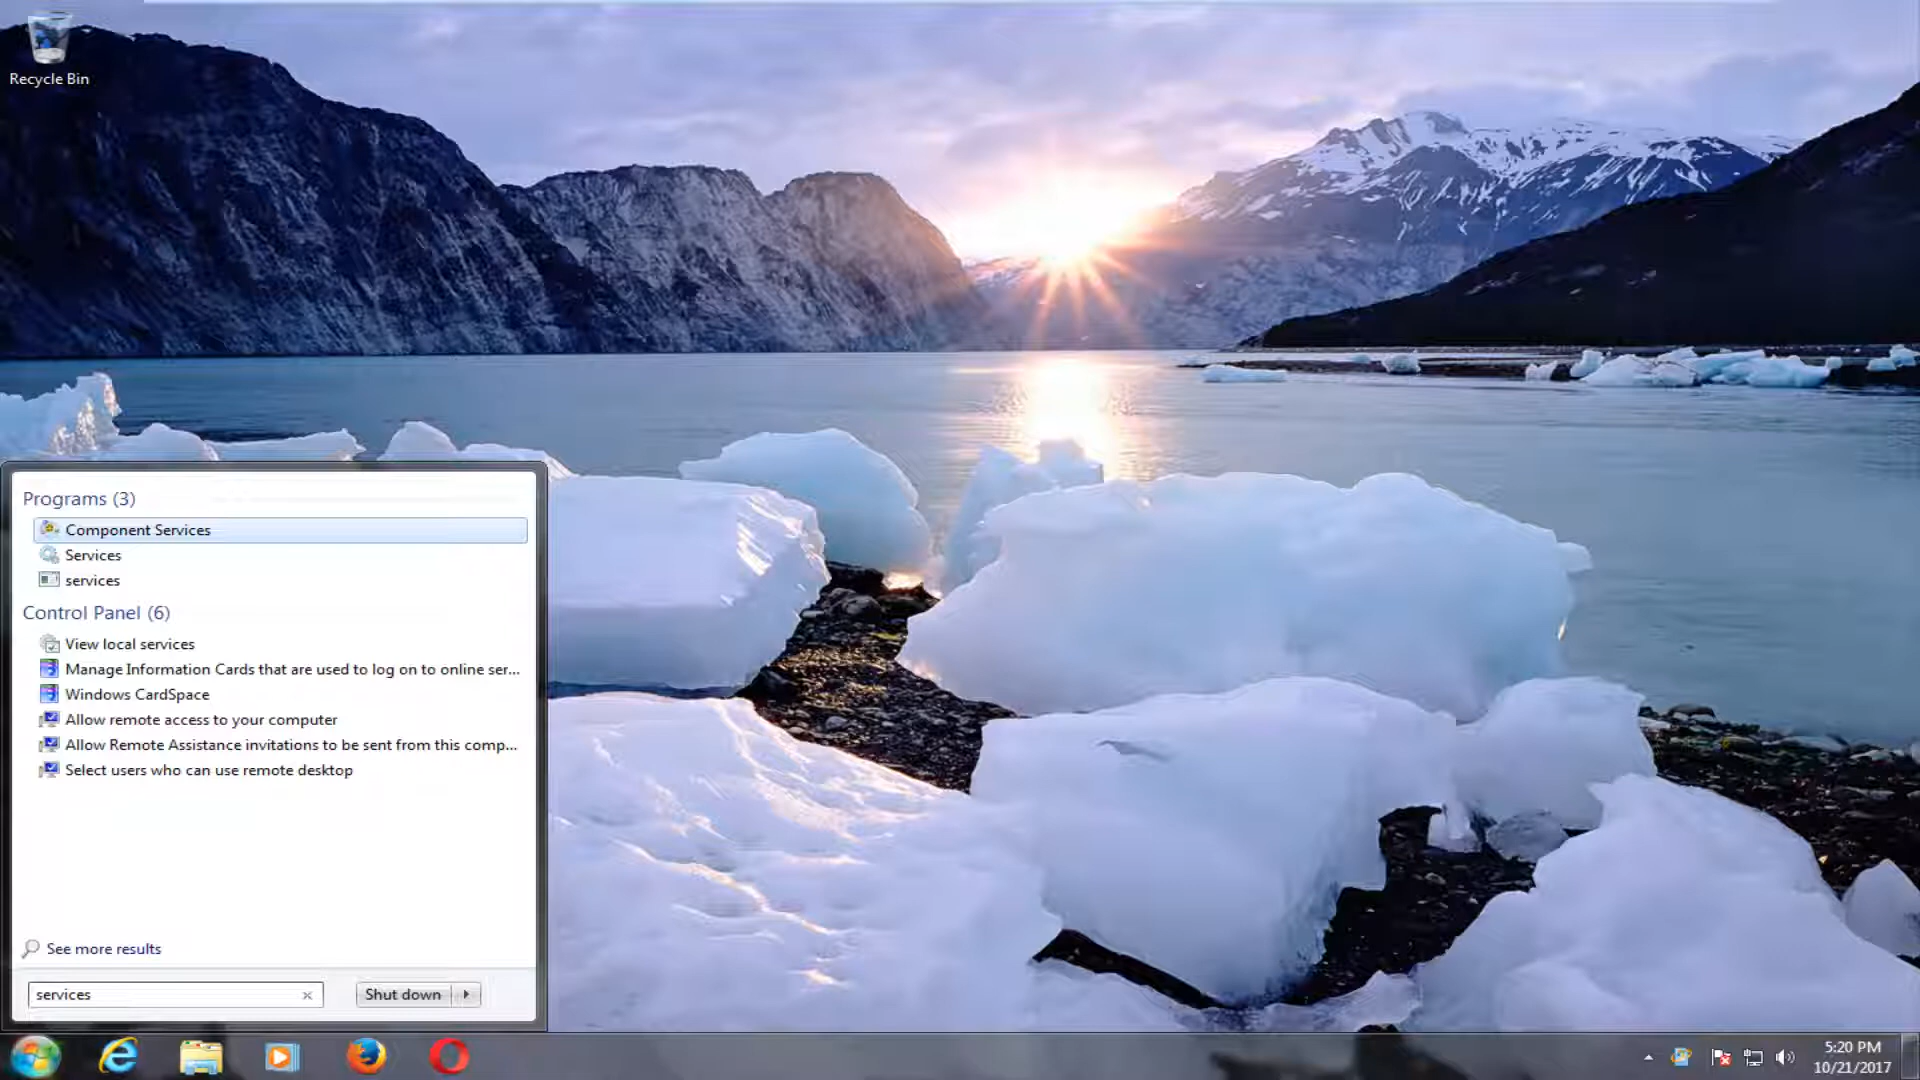 Recycle Bin
Programs (3)
Component Services
Services
services
Control Panel (6)
View local services
Manage Information Cards that are used to log on to online ser...
Windows CardSpace
Allow remote access to your computer
Allow Remote Assistance invitations to be sent from this comp...
Select users who can use remote desktop
See more results
services
Shut down
5:20 PM
10/21/2017